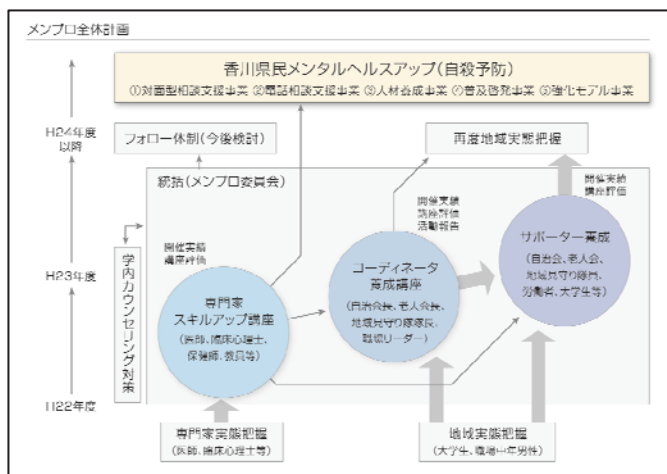 メンプロ全体計画
香川県民メンタルヘルスアップ(自殺予防)
①対面型相談支援事業 ②電話相談支援事業 ③人材養成事業 ④普及啓発事業 ⑤強化モデル事業
H24年度
以降
フォロー体制(今後検討)
再度地域実態把握
統括(メンプロ委員会)
開催実績
講座評価
開催実績
講座評価
活動報告
開催実績
講座評価
H23年度
学内カウンセリング対策
専門家
スキルアップ講座
(医師、臨床心理士、
保健師、教員等)
コーディネータ
養成講座
(自治会長、老人会長、
地域見守り隊隊長、
職場リーダー)
サポーター養成
(自治会、老人会、
地域見守り隊員、
労働者、大学生等)
H22年度
専門家実態把握
(医師、臨床心理士等)
地域実態把握
(大学生、職場中年男性)